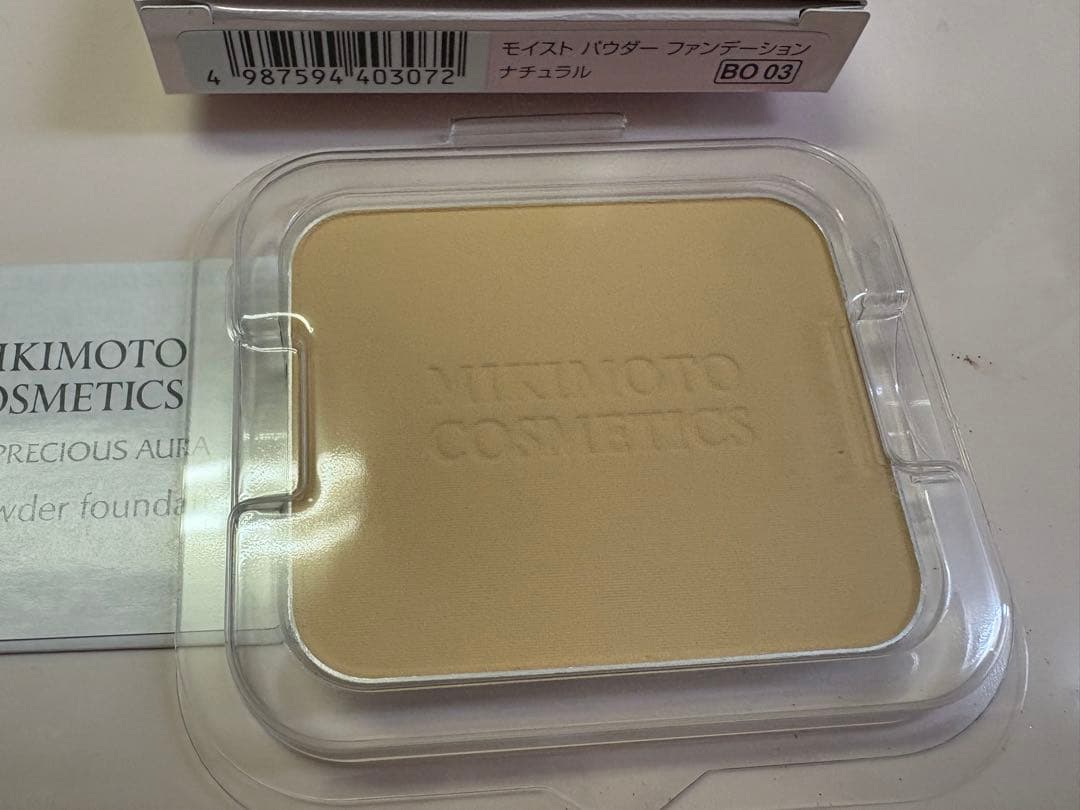 モイスト パウダー ファンデーション
ナチュラル
BO 03
4 987594 403072
MIKIMOTO
COSMETICS
IKIMOTO
OSMETICS
PRECIOUS AURA
wder founda